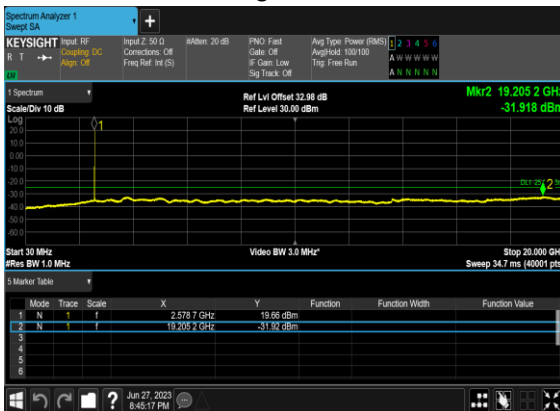 Spectrum Analyzer 1
Swept SA
+
KEYSIGHT Input: RF Input Z: 50 Ω #Atten: 20 dB PNO: Fast Avg Type: Power (RMS) 1 2 3 4 5 6
R T Coupling: DC Corrections: Off Gate: Off Avg|Hold: 100/100 A W W W W W
Align: Off Freq Ref: Int (S) IF Gain: Low Trig: Free Run
LV Sig Track: Off A N N N N N
1 Spectrum Ref Lvl Offset 32.98 dB Mkr2 19.205 2 GHz
Scale/Div 10 dB Ref Level 30.00 dBm -31.918 dBm
Log
20.0 1
10.0
0.00
-10.0
-20.0
-30.0 2
-40.0
-50.0
-60.0
Start 30 MHz Video BW 3.0 MHz* Stop 20.000 GH
#Res BW 1.0 MHz Sweep 34.7 ms (40001 pts
5 Marker Table
Mode Trace Scale X Y Function Function Width Function Value
1 N 1 f 2.578 7 GHz 19.66 dBm
2 N 1 f 19.205 2 GHz -31.92 dBm
3
4
5
6
? Jun 27, 2023
8:45:17 PM